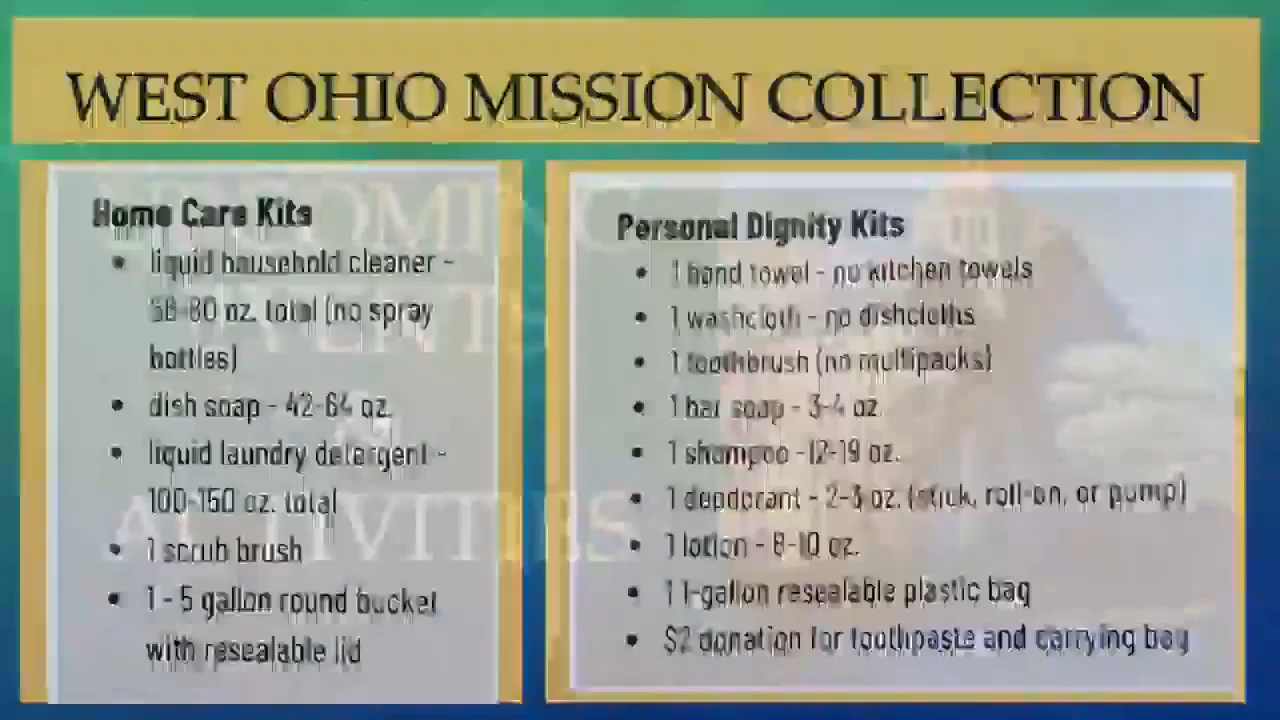 WEST OHIO MISSION COLLECTION
Home Care Kits
• liquid household cleaner -
oz. total (no spray
bottles)
• dish soap - 42-64 oz.
• liquid laundry detergent -
100-150 oz. total
• 1 scrub brush
• 1 - 5 gallon round bucket
with resealable lid
Personal Dignity Kits
• 1 hand towel - no kitchen towels
• 1 washcloth - no dishcloths
• 1 toothbrush (no multipacks)
• 1 bar soap - 3-4 oz.
• 1 shampoo -12-19 oz.
• 1 deodorant - 2-3 oz. (stick, roll-on, or pump)
• 1 lotion - 8-10 oz.
• 1 1-gallon resealable plastic bag
• $2 donation for toothpaste and carrying bag
UPCOMING
EVENTS
&
ACTIVITIES